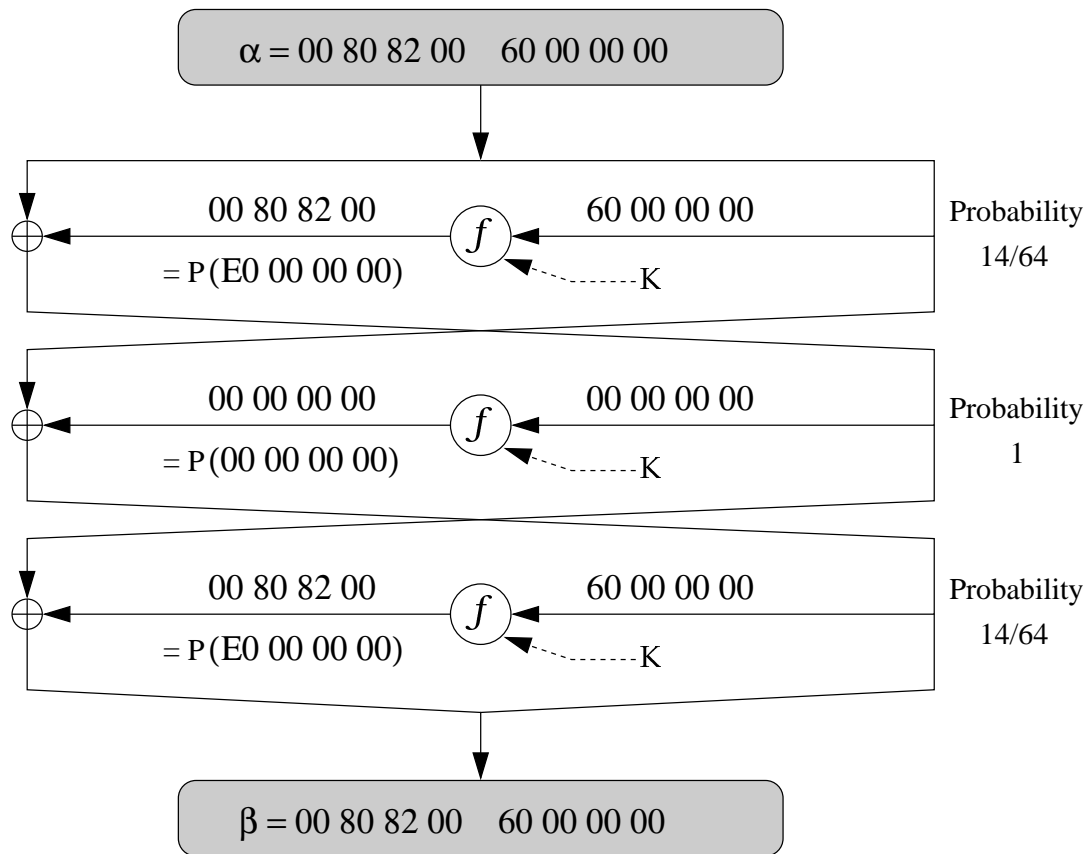 α = 00 80 82 00 60 00 00 00
00 80 82 00
f
60 00 00 00
= P(E0 00 00 00)
K
Probability
14/64
00 00 00 00
f
00 00 00 00
= P(00 00 00 00)
K
Probability
1
00 80 82 00
f
60 00 00 00
= P(E0 00 00 00)
K
Probability
14/64
β = 00 80 82 00 60 00 00 00